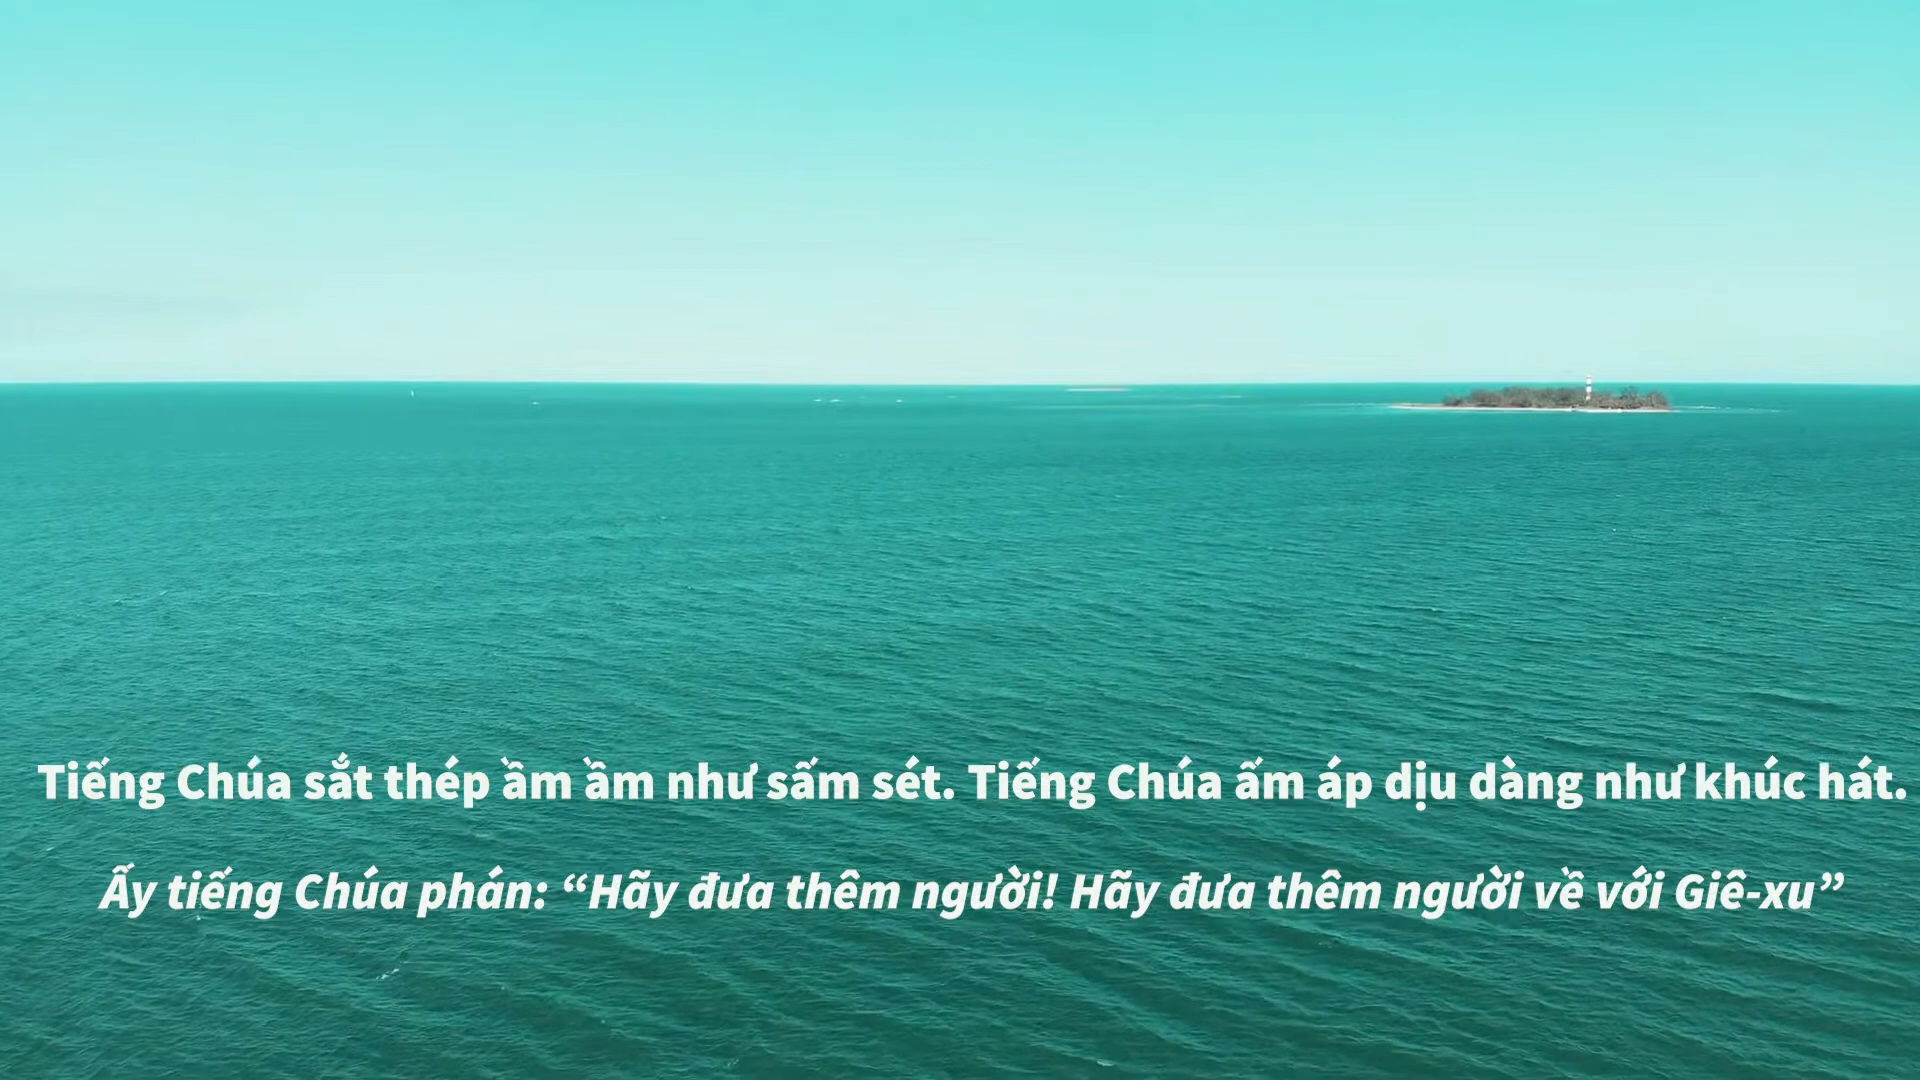 Tiếng Chúa sắt thép ầm ầm như sấm sét. Tiếng Chúa ấm áp dịu dàng như khúc hát.
Ấy tiếng Chúa phán: “Hãy đưa thêm người! Hãy đưa thêm người về với Giê-xu”